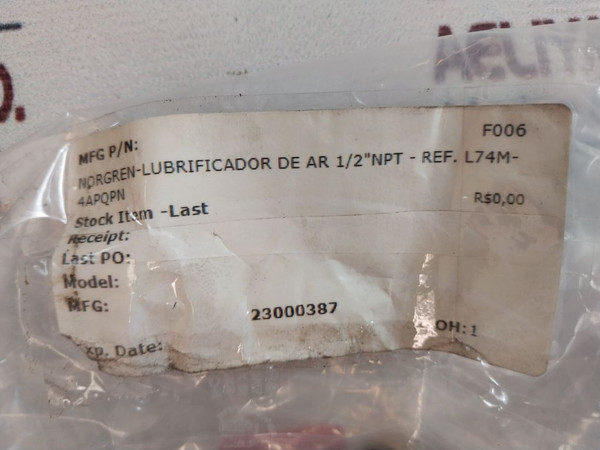 F006
MFG P/N:
NORGREN-LUBRIFICADOR DE AR 1/2"NPT - REF. L74M-
4APQPN
R$0,00
Stock Item -Last
Receipt:
Last PO:
Model:
MFG:
23000387
OH:1
Exp. Date: